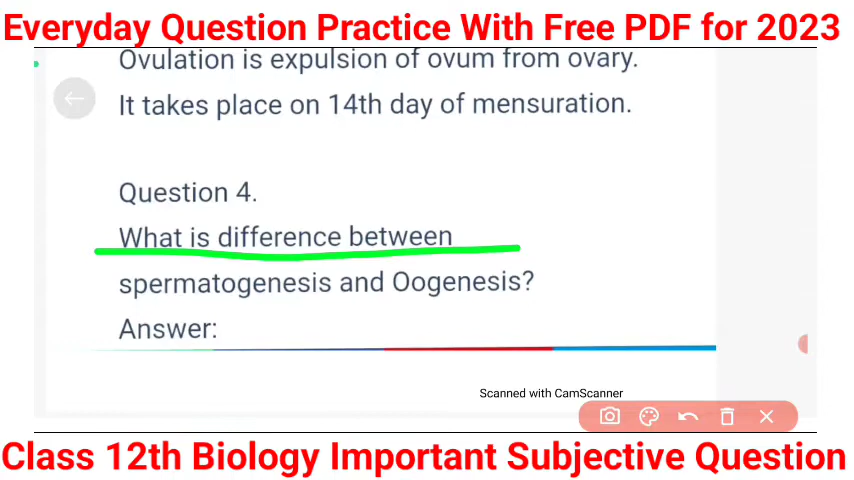 Everyday Question Practice With Free PDF for 2023
Ovulation is expulsion of ovum from ovary.
It takes place on 14th day of mensuration.
Question 4.
What is difference between
spermatogenesis and Oogenesis?
Answer:
Scanned with CamScanner
Class 12th Biology Important Subjective Question